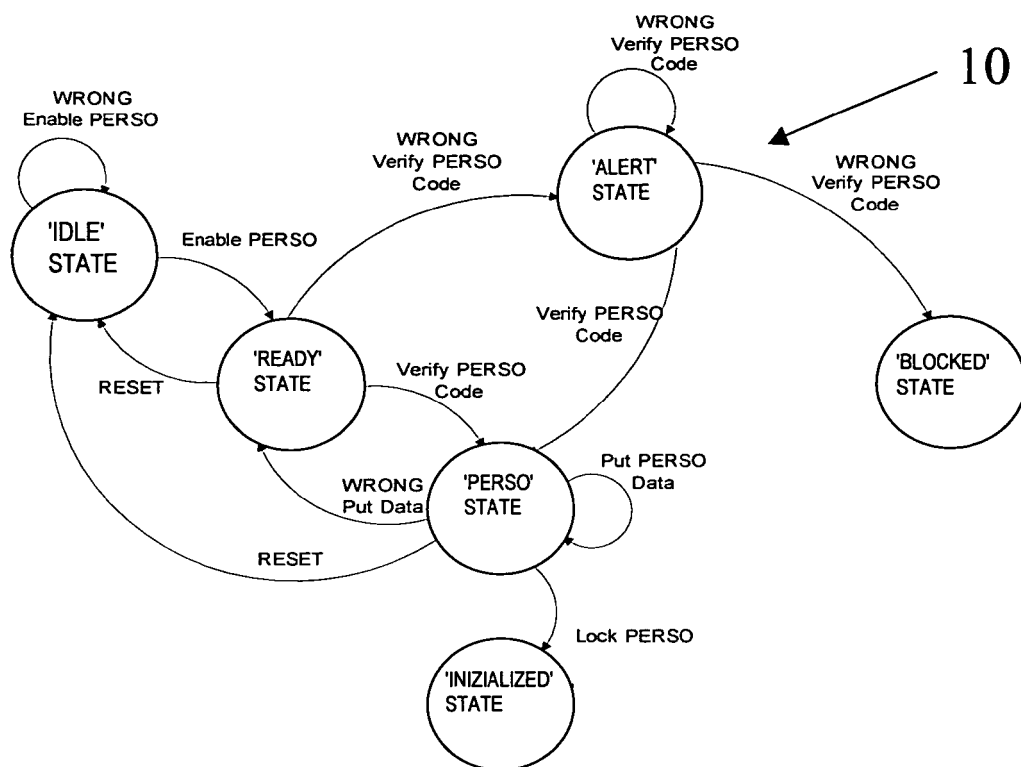 WRONG
Verify PERSO
Code
10
WRONG
Enable PERSO
WRONG
Verify PERSO
Code
'ALERT'
STATE
WRONG
Verify PERSO
Code
'IDLE'
STATE
Enable PERSO
Verify PERSO
Code
'READY'
STATE
'BLOCKED'
STATE
RESET
Verify PERSO
Code
WRONG
Put Data
'PERSO'
STATE
Put PERSO
Data
RESET
Lock PERSO
'INIZIALIZED'
STATE